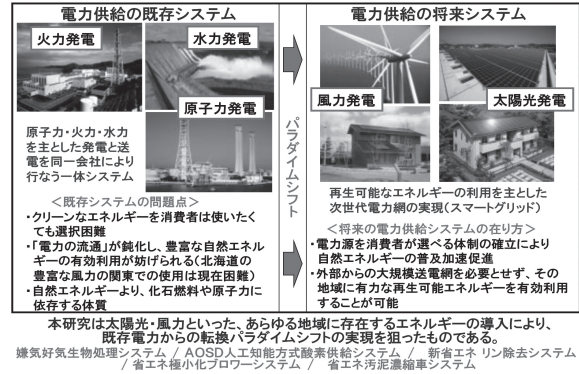 電力供給の既存システム
火力発電
水力発電
原子力発電
原子力・火力・水力
を主とした発電と送
電を同一会社により
行なう一体システム
＜既存システムの問題点＞
・クリーンなエネルギーを消費者は使いたく
ても選択困難
・「電力の流通」が鈍化し、豊富な自然エネル
ギーの有効利用が妨げられる(北海道の
豊富な風力の関東での使用は現在困難)
・自然エネルギーより、化石燃料や原子力に
依存する体質
パラダイムシフト
電力供給の将来システム
風力発電
太陽光発電
再生可能なエネルギーの利用を主とした
次世代電力網の実現（スマートグリッド）
＜将来の電力供給システムの在り方＞
・電力源を消費者が選べる体制の確立により
自然エネルギーの普及加速促進
・外部からの大規模送電網を必要とせず、その
地域に有力な再生可能エネルギーを有効利用
することが可能
本研究は太陽光・風力といった、あらゆる地域に存在するエネルギーの導入により、
既存電力からの転換パラダイムシフトの実現を狙ったものである。
嫌気好気生物処理システム / AOSD人工知能方式酸素供給システム / 新省エネ リン除去システム
/ 省エネ極小化ブロワーシステム / 省エネ汚泥濃縮車システム